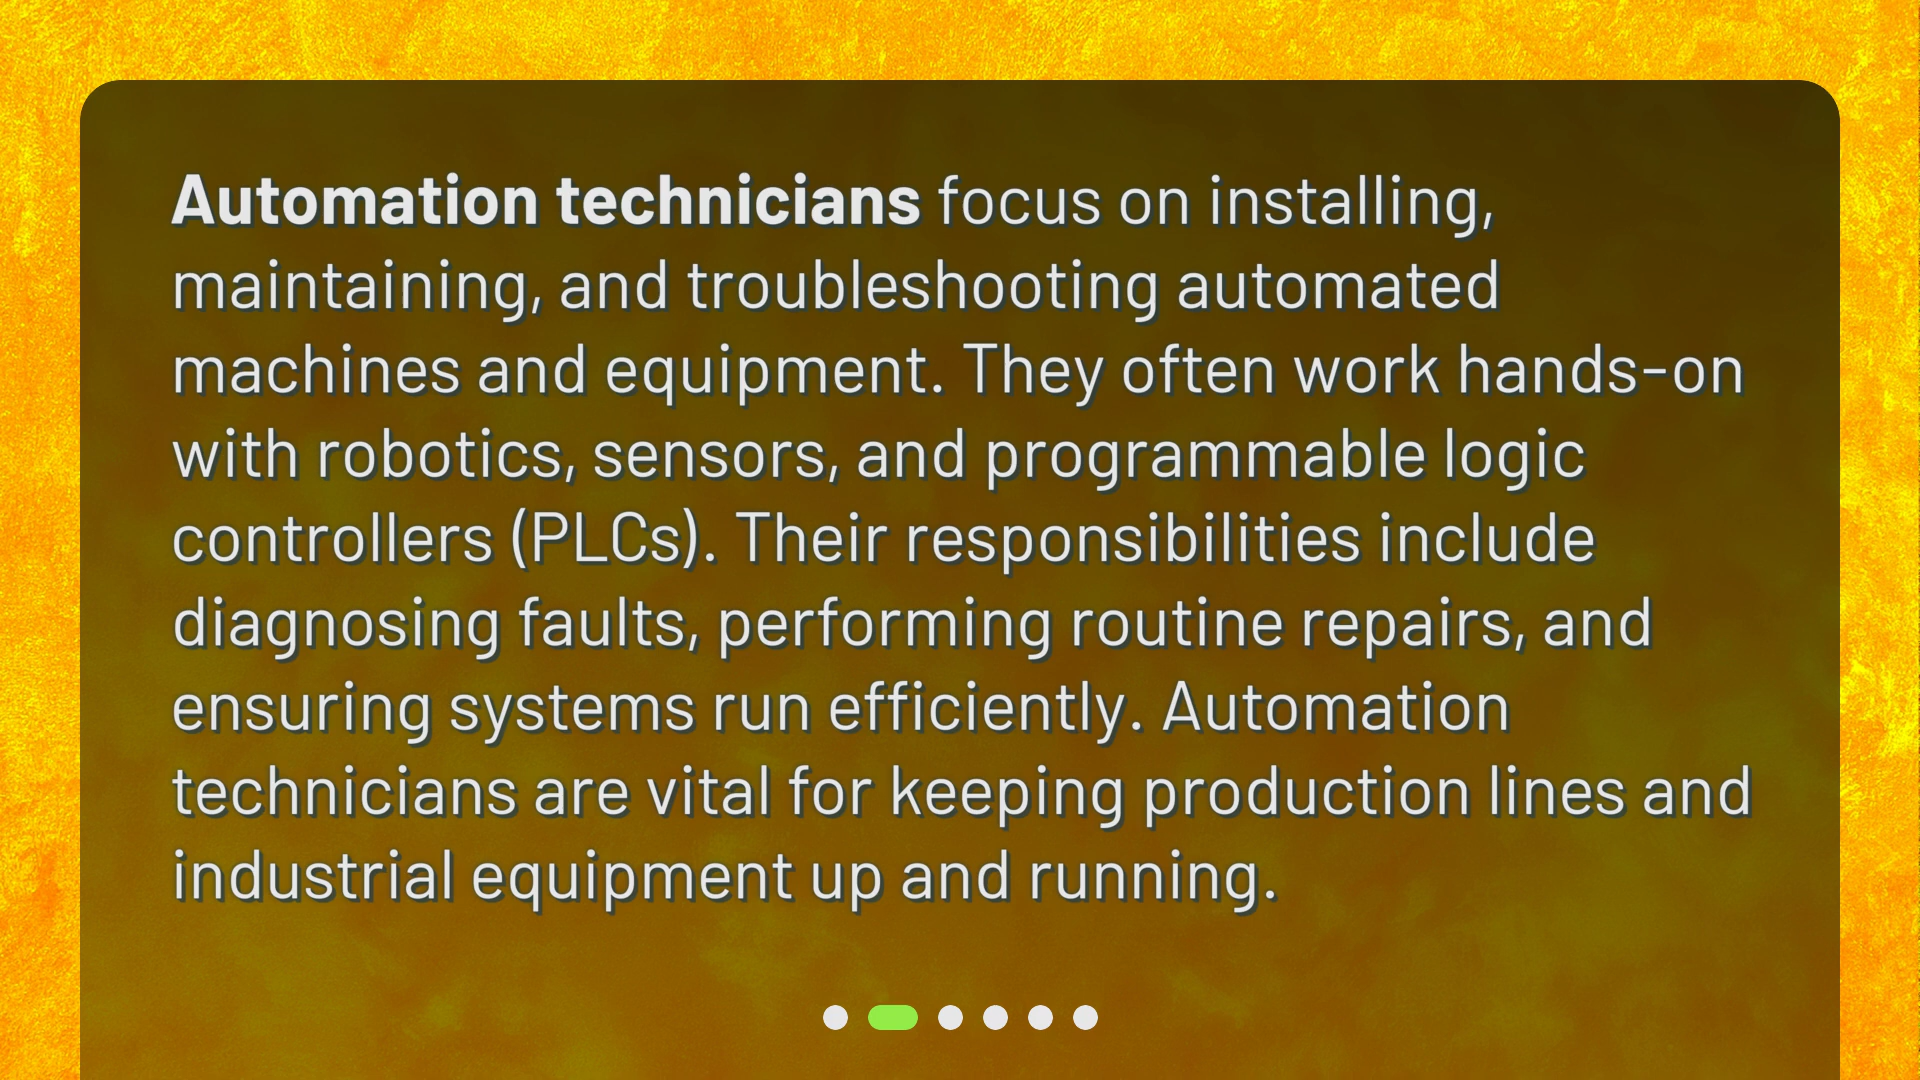 Automation technicians focus on installing,
maintaining, and troubleshooting automated
machines and equipment. They often work hands-on
with robotics, sensors, and programmable logic
controllers (PLCs). Their responsibilities include
diagnosing faults, performing routine repairs, and
ensuring systems run efficiently. Automation
technicians are vital for keeping production lines and
industrial equipment up and running.